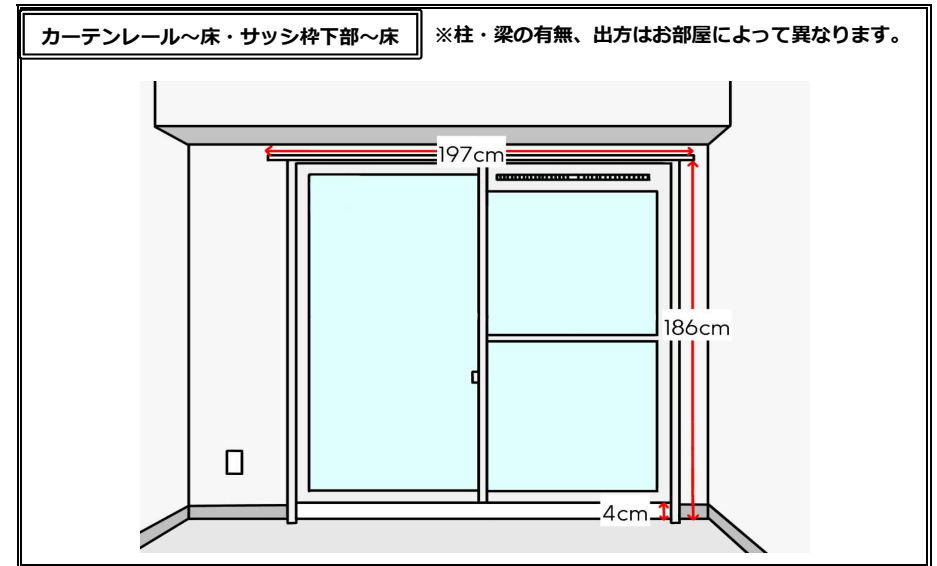 カーテンレール～床・サッシ枠下部～床
※柱・梁の有無、出方はお部屋によって異なります。
197cm
186cm
4cm